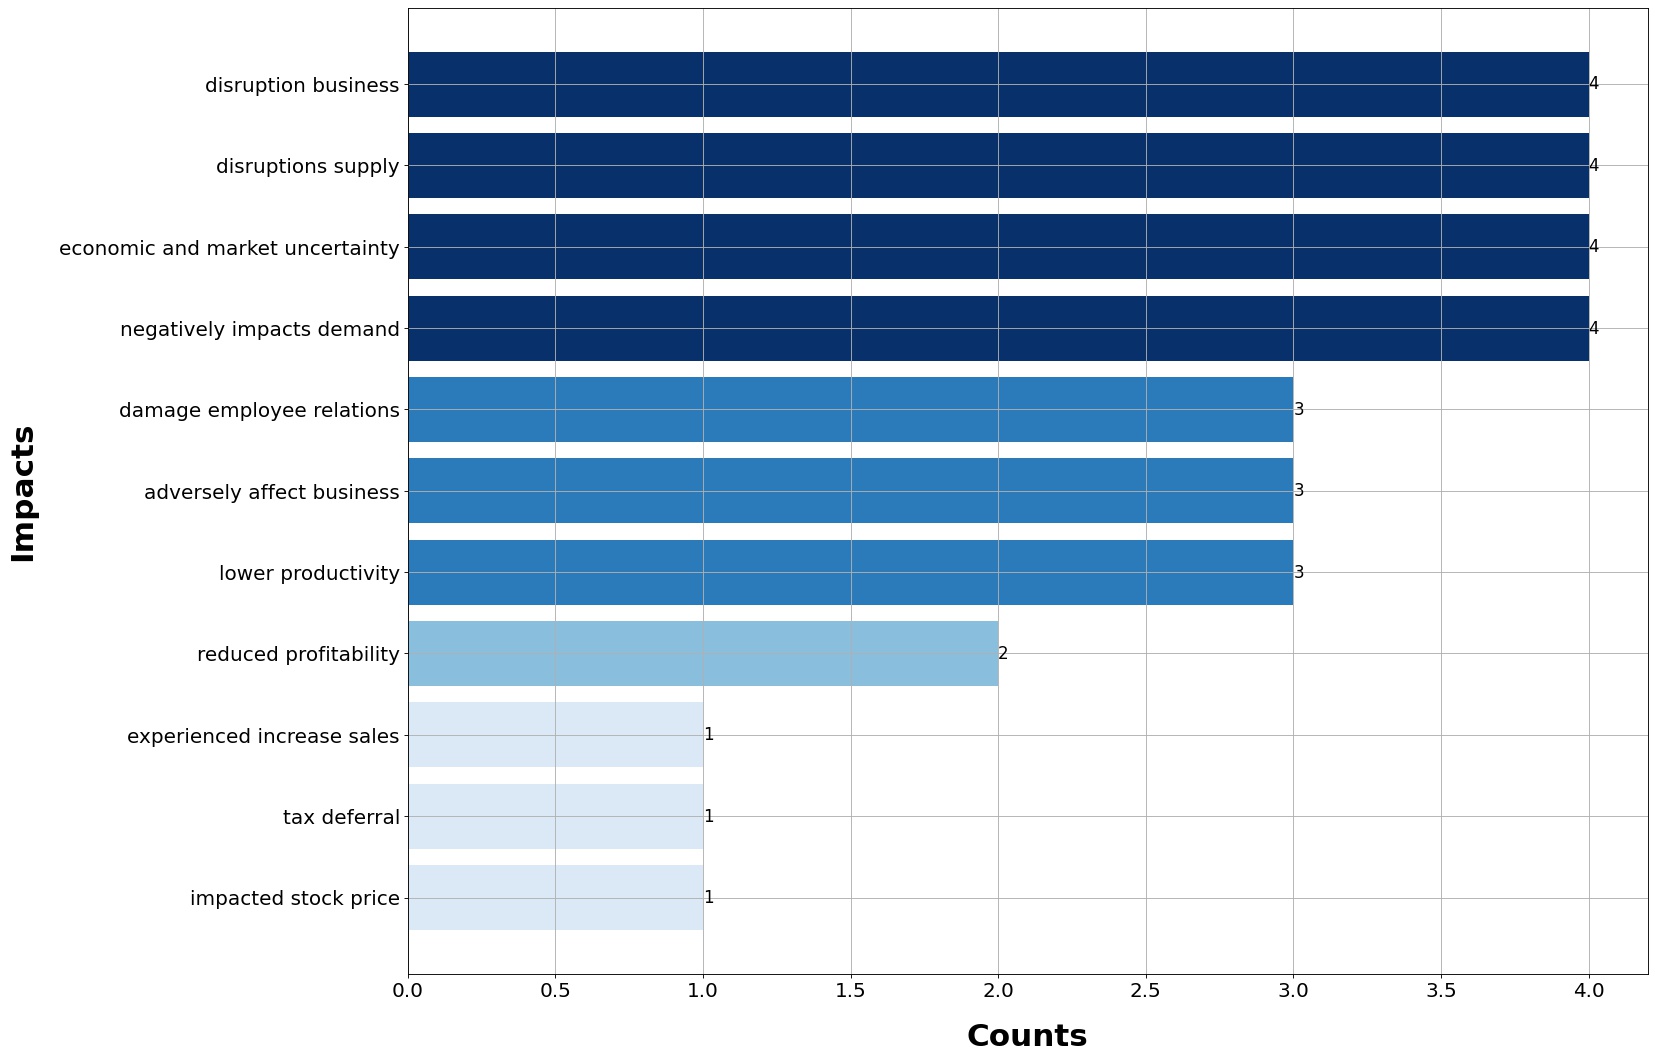 disruption business 4
disruptions supply 4
economic and market uncertainty 4
negatively impacts demand 4
damage employee relations 3
adversely affect business 3
lower productivity 3
reduced profitability 2
experienced increase sales 1
tax deferral 1
impacted stock price 1
Impacts
0.0 0.5 1.0 1.5 2.0 2.5 3.0 3.5 4.0
Counts